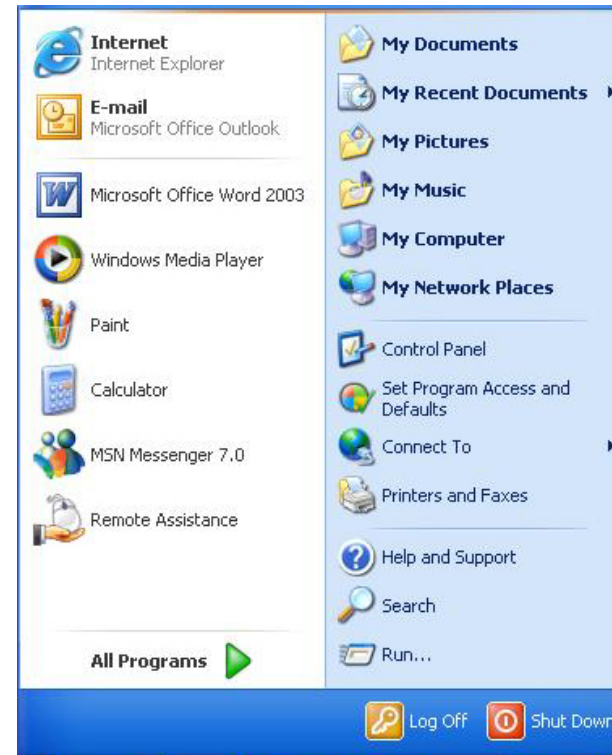 Internet
Internet Explorer
E-mail
Microsoft Office Outlook
Microsoft Office Word 2003
Windows Media Player
Paint
Calculator
MSN Messenger 7.0
Remote Assistance
All Programs
My Documents
My Recent Documents
My Pictures
My Music
My Computer
My Network Places
Control Panel
Set Program Access and
Defaults
Connect To
Printers and Faxes
Help and Support
Search
Run...
Log Off
Shut Down